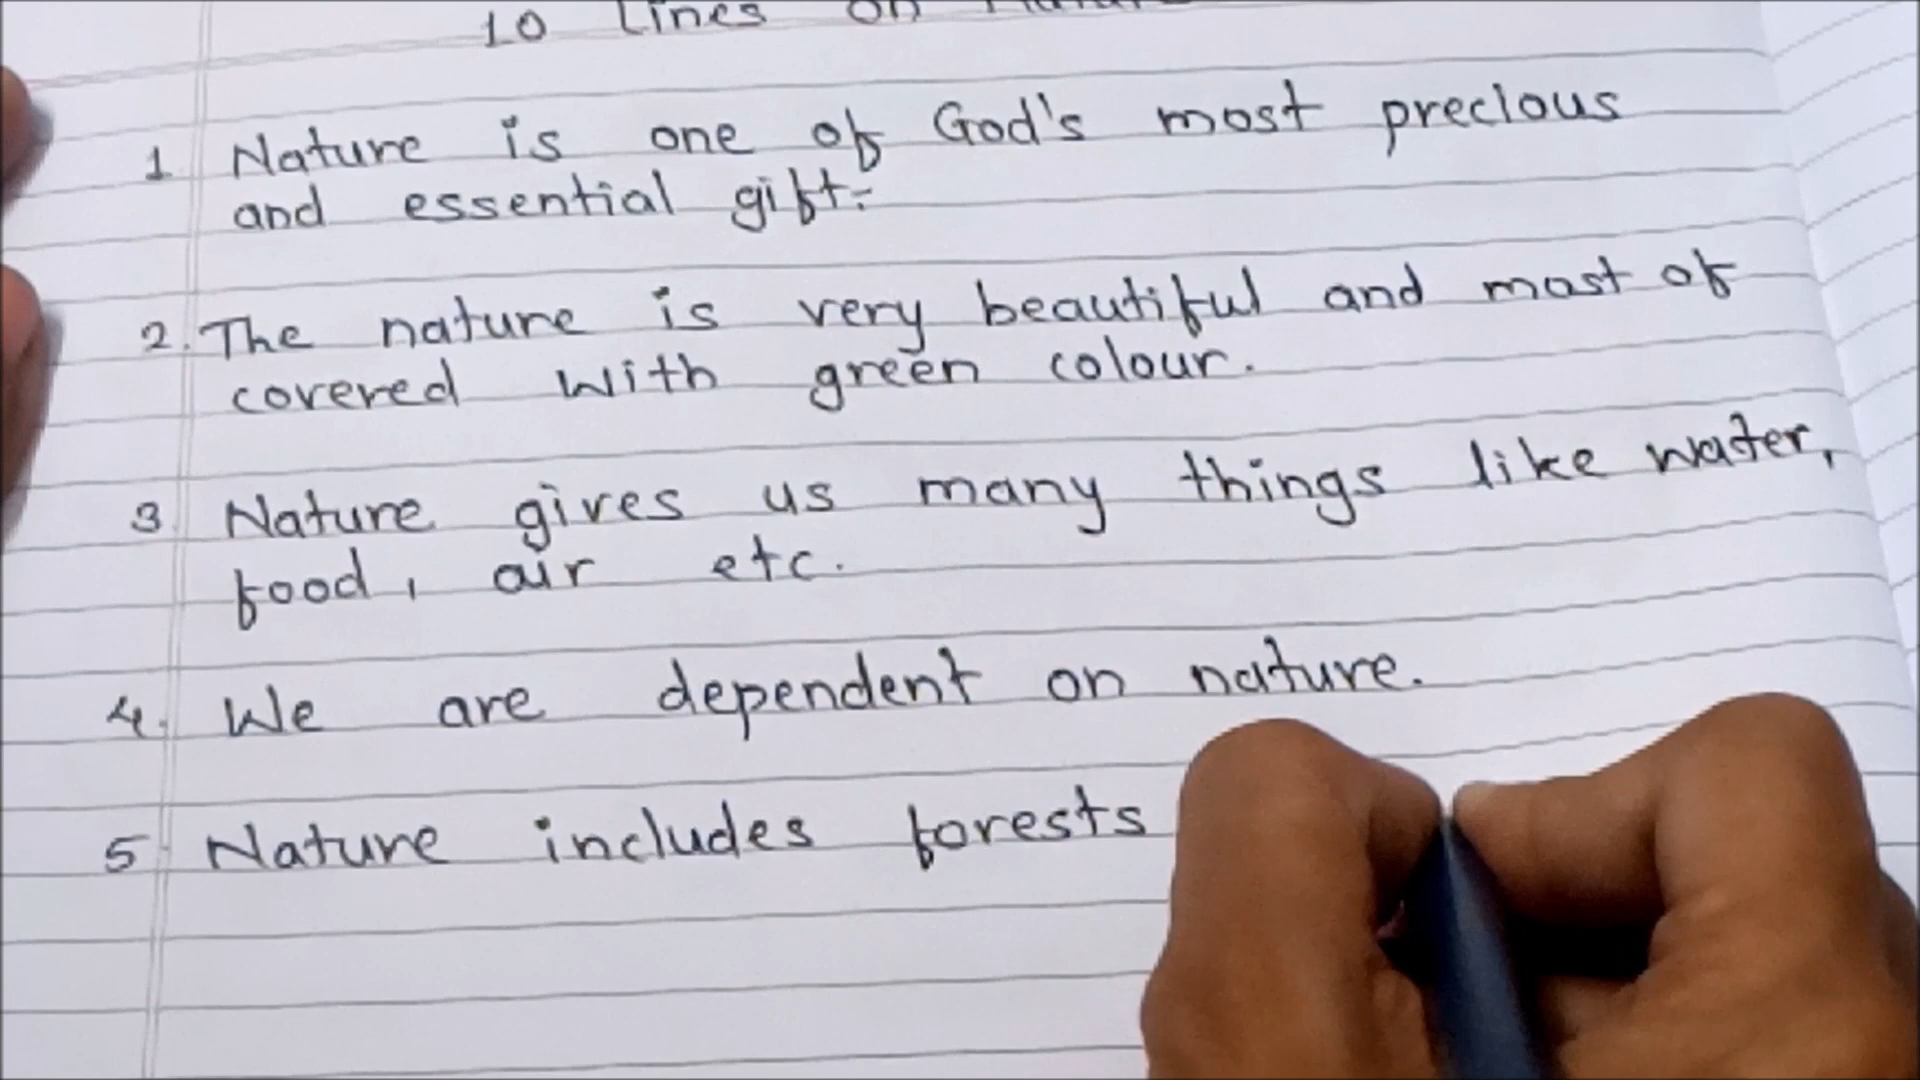 10 Lines on Nature
1 Nature is one of God's most precious
and essential gift.
2. The nature is very beautiful and most of
covered with green colour.
3 Nature gives us many things like water,
food, air etc.
4. We are dependent on nature.
5 Nature includes forests